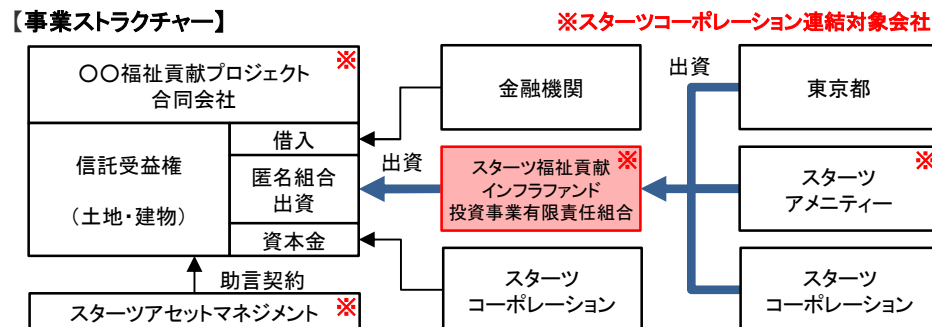 【事業ストラクチャー】
※スターツコーポレーション連結対象会社
〇〇福祉貢献プロジェクト
合同会社
※
信託受益権
(土地・建物)
借入
匿名組合
出資
資本金
助言契約
スターツアセットマネジメント
※
金融機関
出資
スターツ福祉貢献
インフラファンド
投資事業有限責任組合
※
スターツ
コーポレーション
出資
東京都
スターツ
アメニティー
※
スターツ
コーポレーション